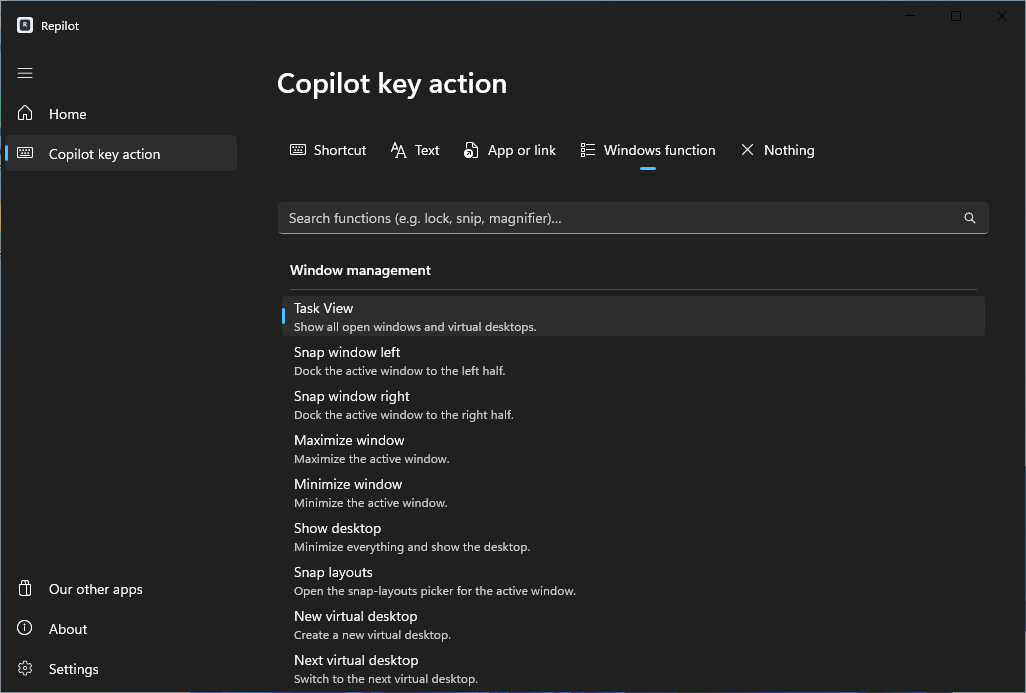 Repilot
Home
Copilot key action
Our other apps
About
Settings
Copilot key action
Shortcut
Text
App or link
Windows function
Nothing
Search functions (e.g. lock, snip, magnifier)...
Window management
Task View
Show all open windows and virtual desktops.
Snap window left
Dock the active window to the left half.
Snap window right
Dock the active window to the right half.
Maximize window
Maximize the active window.
Minimize window
Minimize the active window.
Show desktop
Minimize everything and show the desktop.
Snap layouts
Open the snap-layouts picker for the active window.
New virtual desktop
Create a new virtual desktop.
Next virtual desktop
Switch to the next virtual desktop.